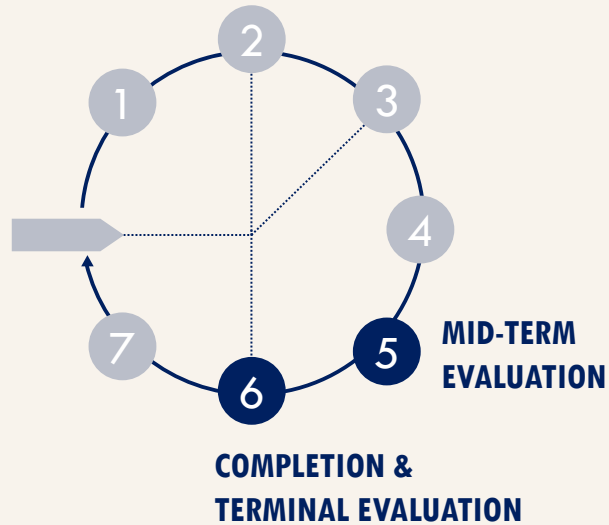 2
1
3
4
7
5
MID-TERM
EVALUATION
6
COMPLETION &
TERMINAL EVALUATION